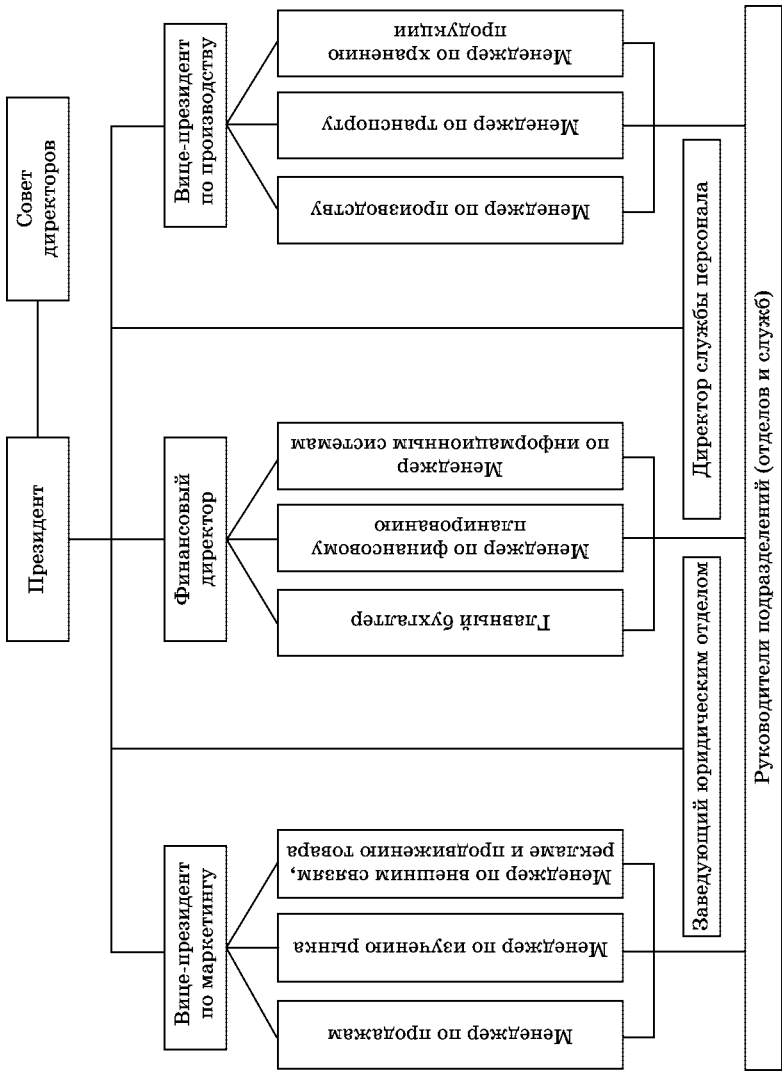 Совет
директоров
Президент
Вице-президент
по маркетингу
Финансовый
директор
Вице-президент
по производству
Менеджер по продажам
Менеджер по изучению рынка
Менеджер по внешним связям,
рекламе и продвижению товара
Главный бухгалтер
Менеджер по финансовому
планированию
Менеджер
по информационным системам
Менеджер по производству
Менеджер по транспорту
Менеджер по хранению
продукции
Заведующий юридическим отделом
Директор службы персонала
Руководители подразделений (отделов и служб)